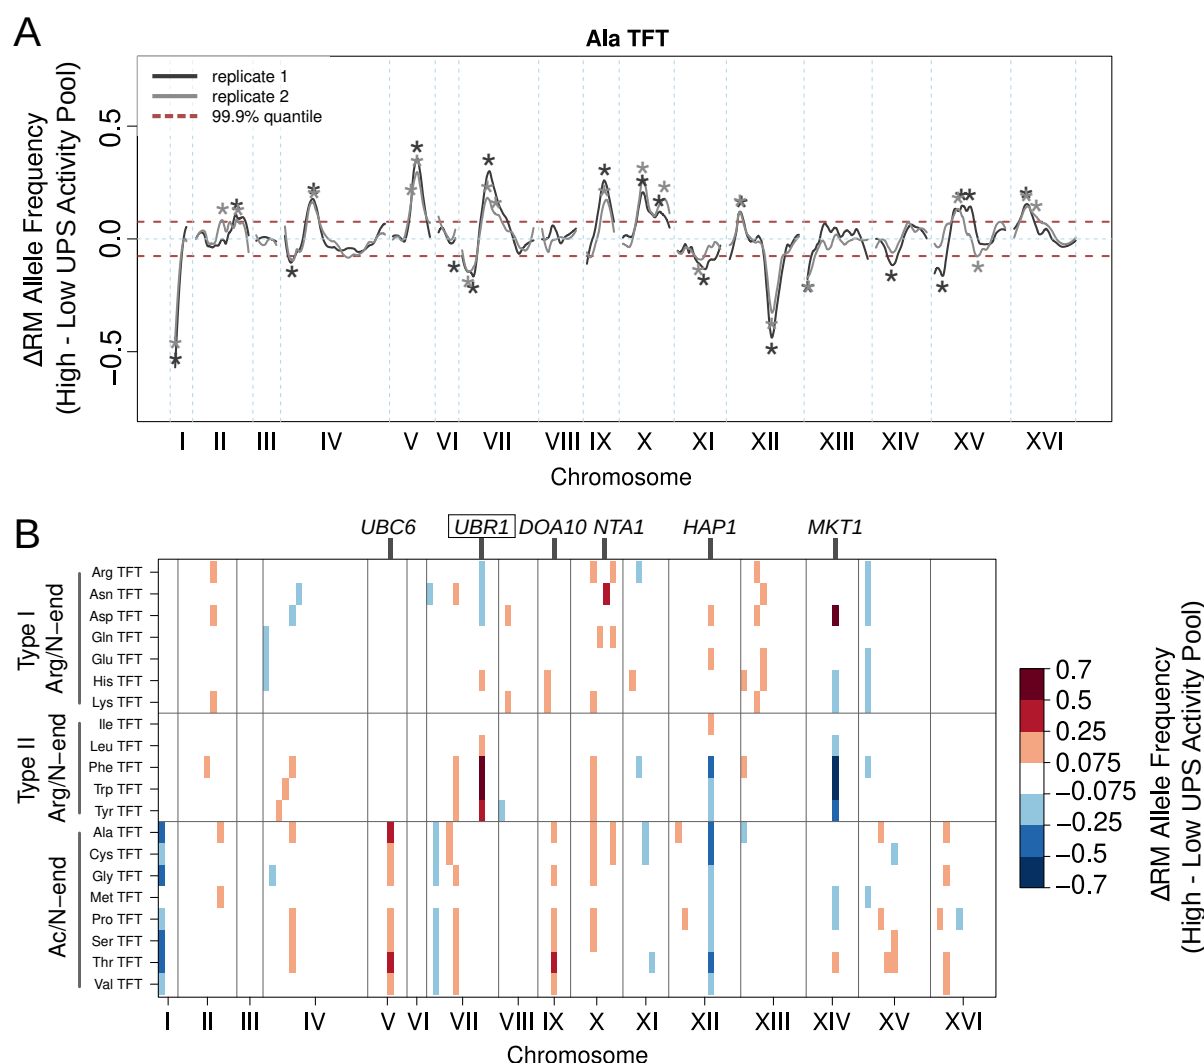 A
Ala TFT
replicate 1
replicate 2
99.9% quantile
ΔRM Allele Frequency
(High - Low UPS Activity Pool)
0.5
0.0
−0.5
I II III IV V VI VII VIII IX X XI XII XIII XIV XV XVI
Chromosome
B
UBC6 UBR1 DOA10 NTA1 HAP1 MKT1
Type I
Arg/N−end
Arg TFT
Asn TFT
Asp TFT
Gln TFT
Glu TFT
His TFT
Lys TFT
Type II
Arg/N−end
Ile TFT
Leu TFT
Phe TFT
Trp TFT
Tyr TFT
Ac/N−end
Ala TFT
Cys TFT
Gly TFT
Met TFT
Pro TFT
Ser TFT
Thr TFT
Val TFT
I II III IV V VI VII VIII IX X XI XII XIII XIV XV XVI
Chromosome
0.7
0.5
0.25
0.075
−0.075
−0.25
−0.5
−0.7
ΔRM Allele Frequency
(High - Low UPS Activity Pool)